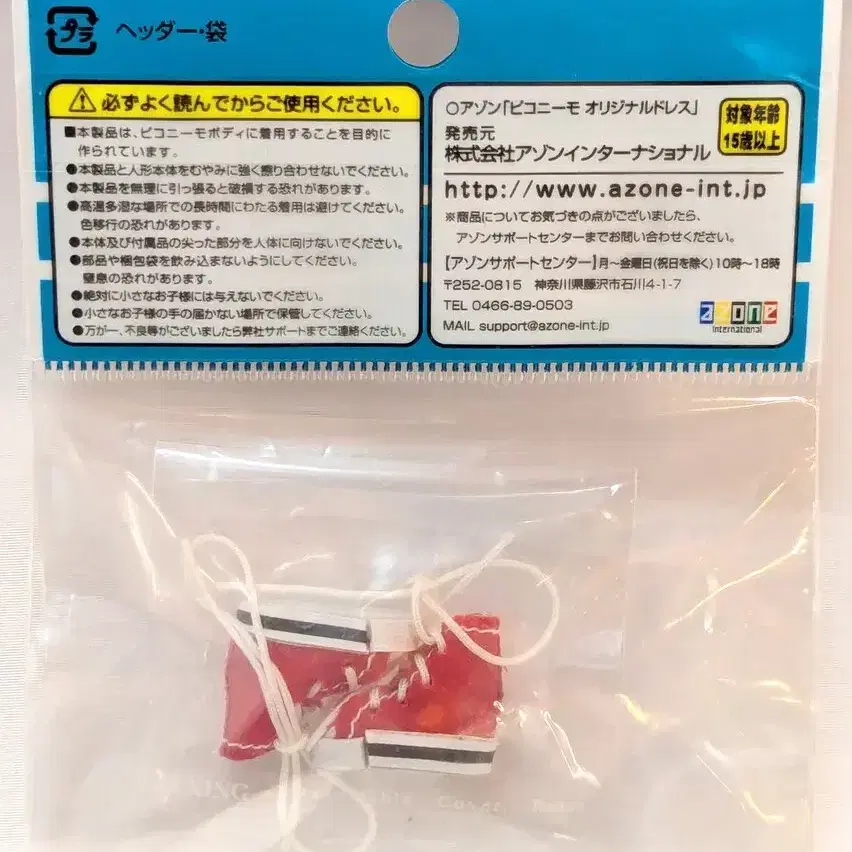 プラ
ヘッダー・袋
必ずよく読んでからご使用ください。
■本製品は、ピコニーモボディに着用することを目的に
作られています。
●本製品と人形本体をむやみに強く擦り合わせないでください。
●本製品を無理に引っ張ると破損する恐れがあります。
●高温多湿な場所での長時間にわたる着用は避けてください。
色移行の恐れがあります。
●本体及び付属品の尖った部分を人体に向けないでください。
●部品や梱包袋を飲み込まないようにしてください。
窒息の恐れがあります。
●絶対に小さなお子様には与えないでください。
●小さなお子様の手の届かない場所で保管してください。
●万が一、不良等がございましたら弊社サポートまでご連絡ください。
○アゾン「ピコニーモ オリジナルドレス」
発売元
株式会社アゾンインターナショナル
対象年齢
15歳以上
http://www.azone-int.jp
※商品についてお気づきの点がございましたら、
アゾンサポートセンターまでお問い合わせください。
【アゾンサポートセンター】月～金曜日(祝日を除く)10時～18時
〒252-0815 神奈川県藤沢市石川4-1-7
TEL 0466-89-0503
MAIL support@azone-int.jp
azone
international